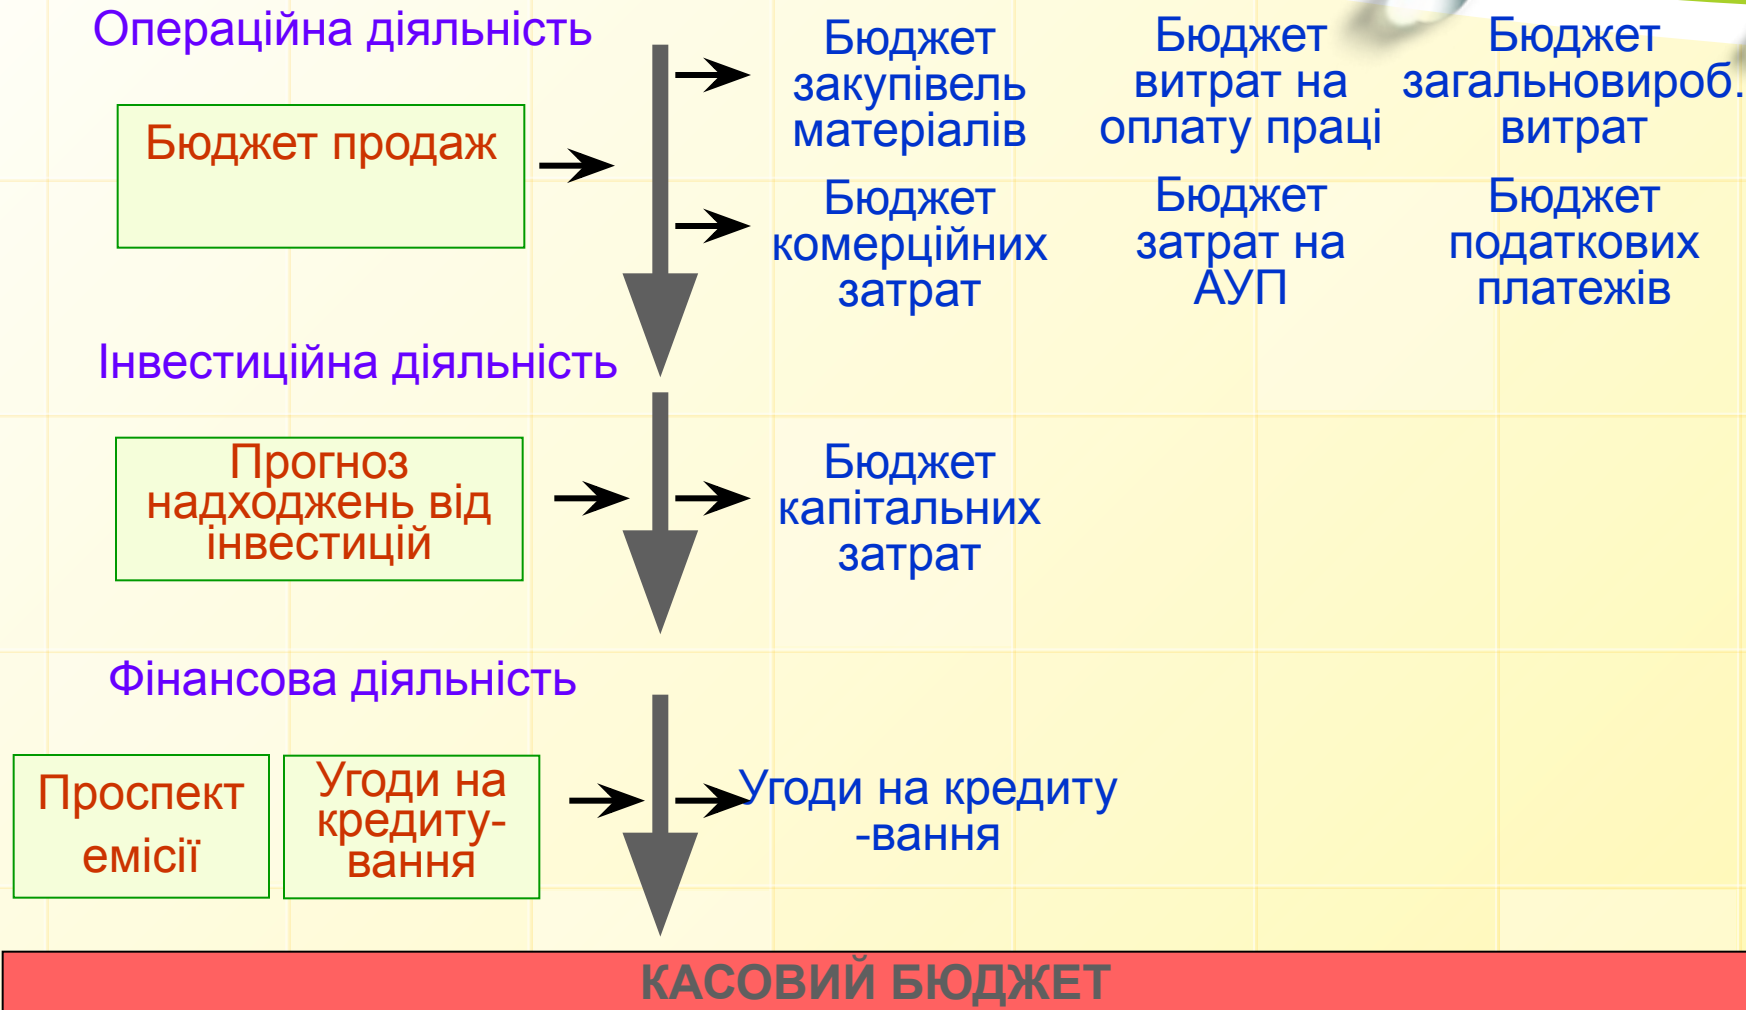 Операційна діяльність
Бюджет продаж
Бюджет
закупівель
матеріалів
Бюджет
витрат на
оплату праці
Бюджет
загальновироб.
витрат
Бюджет
комерційних
затрат
Бюджет
затрат на
АУП
Бюджет
податкових
платежів
Інвестиційна діяльність
Прогноз
надходжень від
інвестицій
Бюджет
капітальних
затрат
Фінансова діяльність
Проспект
емісії
Угоди на
кредиту-
вання
Угоди на кредиту
-вання
КАСОВИЙ БЮДЖЕТ